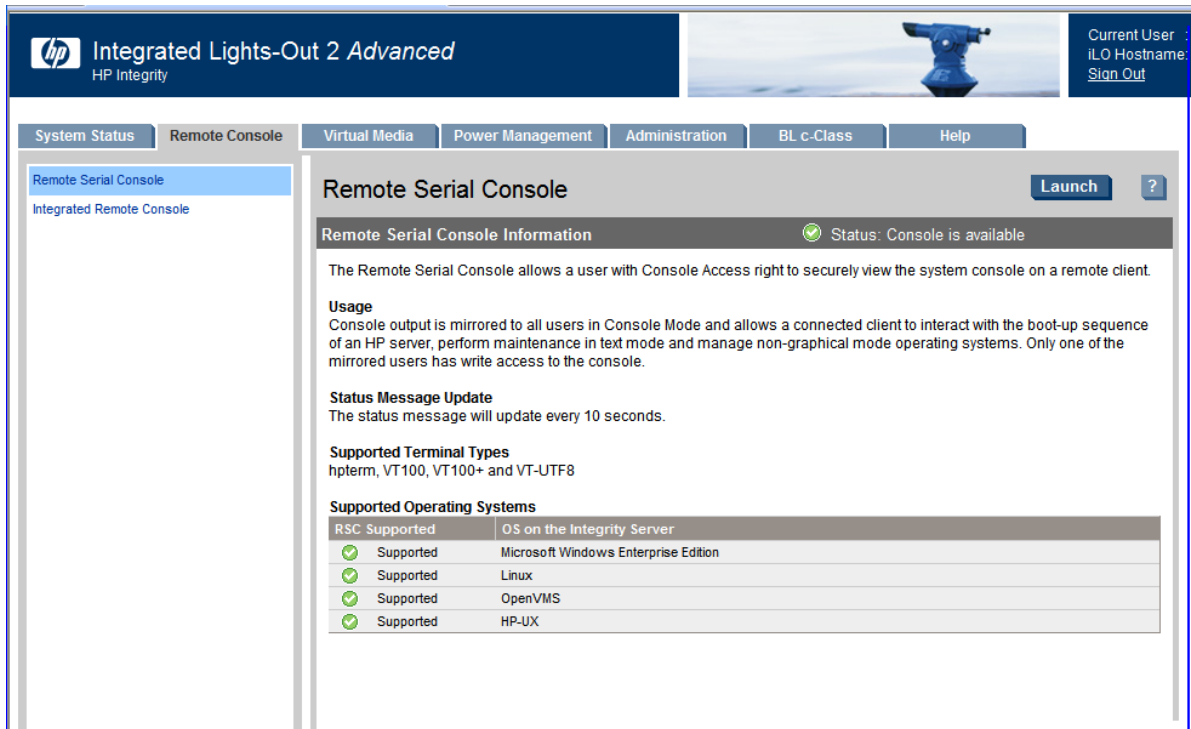 hp
Integrated Lights-Out 2 Advanced
HP Integrity
Current User :
iLO Hostname:
Sign Out
System Status
Remote Console
Virtual Media
Power Management
Administration
BL c-Class
Help
Remote Serial Console
Integrated Remote Console
Remote Serial Console
Launch
?
Remote Serial Console Information
Status: Console is available
The Remote Serial Console allows a user with Console Access right to securely view the system console on a remote client.
Usage
Console output is mirrored to all users in Console Mode and allows a connected client to interact with the boot-up sequence
of an HP server, perform maintenance in text mode and manage non-graphical mode operating systems. Only one of the
mirrored users has write access to the console.
Status Message Update
The status message will update every 10 seconds.
Supported Terminal Types
hpterm, VT100, VT100+ and VT-UTF8
Supported Operating Systems
RSC Supported OS on the Integrity Server
Supported Microsoft Windows Enterprise Edition
Supported Linux
Supported OpenVMS
Supported HP-UX